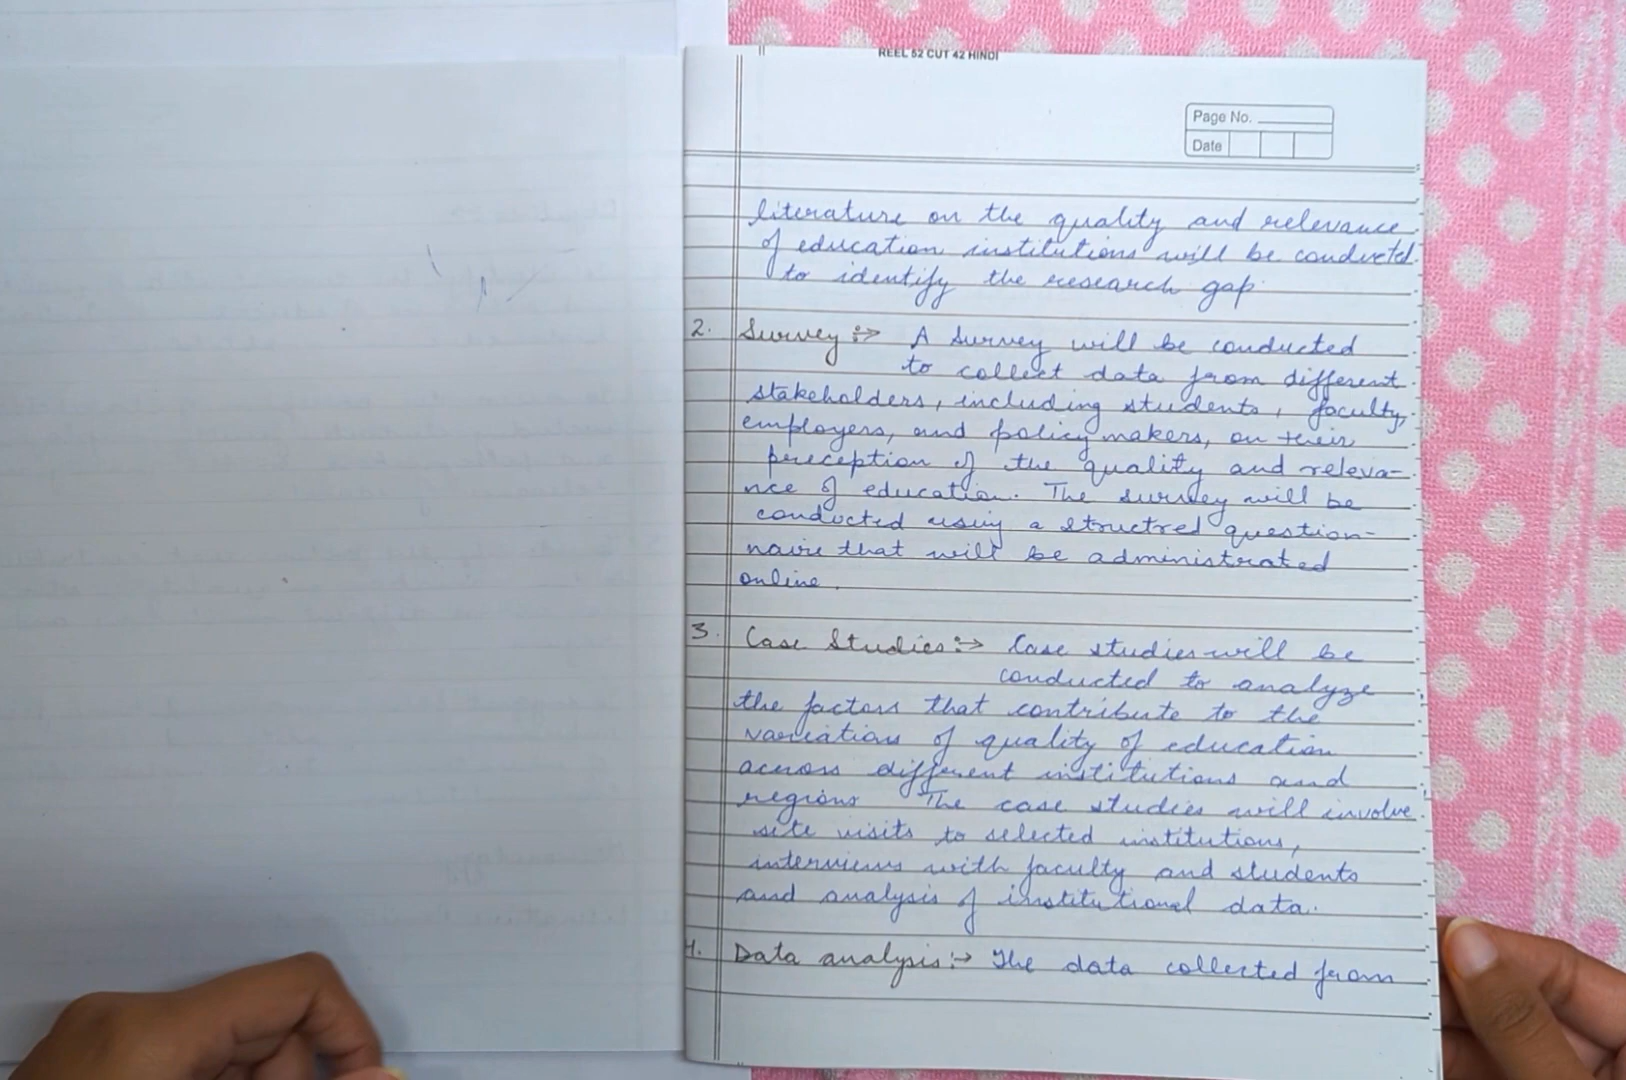 REEL 52 CUT 42 HINDI
Page No.
Date
literature on the quality and relevance
of education institutions will be conducted
to identify the research gap.
2. Survey :-> A survey will be conducted
to collect data from different
stakeholders, including students, faculty,
employers, and policy makers, on their
perception of the quality and releva-
nce of education. The survey will be
conducted using a structred question-
naire that will be administrated
online.
3. Case Studies :-> Case studies will be
conducted to analyze
the factors that contribute to the
variations of quality of education
across different institutions and
regions The case studies will involve
site visits to selected institutions,
interviews with faculty and students
and analysis of institutional data.
4. Data analysis :-> The data collected from